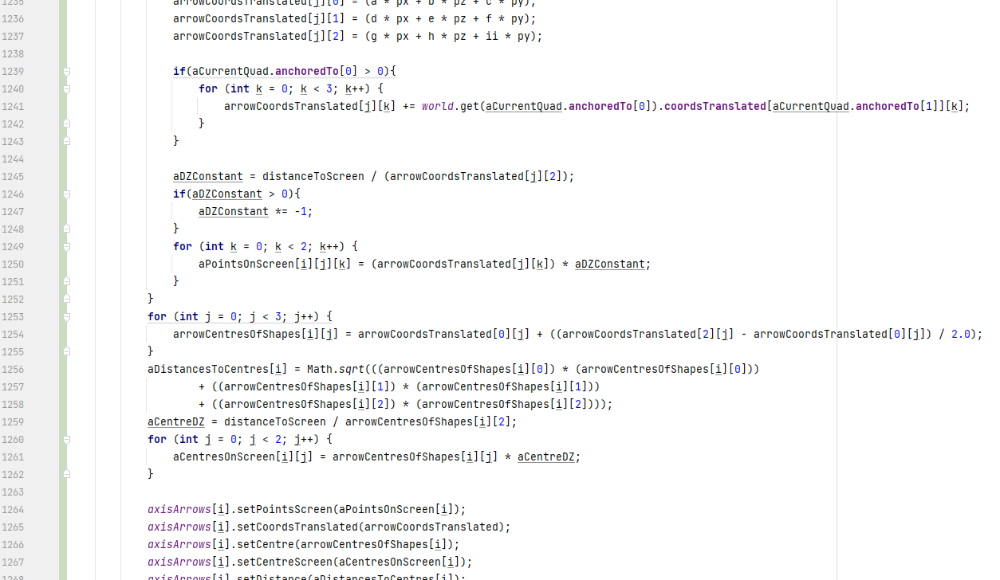 1235 arrowCoordsTranslated[j][0] = (a * px + b * pz + c * py);
1236 arrowCoordsTranslated[j][1] = (d * px + e * pz + f * py);
1237 arrowCoordsTranslated[j][2] = (g * px + h * pz + ii * py);
1238
1239 if(aCurrentQuad.anchoredTo[0] > 0){
1240 for (int k = 0; k < 3; k++) {
1241 arrowCoordsTranslated[j][k] += world.get(aCurrentQuad.anchoredTo[0]).coordsTranslated[aCurrentQuad.anchoredTo[1]][k];
1242 }
1243 }
1244
1245 aDZConstant = distanceToScreen / (arrowCoordsTranslated[j][2]);
1246 if(aDZConstant > 0){
1247 aDZConstant *= -1;
1248 }
1249 for (int k = 0; k < 2; k++) {
1250 aPointsOnScreen[i][j][k] = (arrowCoordsTranslated[j][k]) * aDZConstant;
1251 }
1252 }
1253 for (int j = 0; j < 3; j++) {
1254 arrowCentresOfShapes[i][j] = arrowCoordsTranslated[0][j] + ((arrowCoordsTranslated[2][j] - arrowCoordsTranslated[0][j]) / 2.0);
1255 }
1256 aDistancesToCentres[i] = Math.sqrt(((arrowCentresOfShapes[i][0]) * (arrowCentresOfShapes[i][0]))
1257 + ((arrowCentresOfShapes[i][1]) * (arrowCentresOfShapes[i][1]))
1258 + ((arrowCentresOfShapes[i][2]) * (arrowCentresOfShapes[i][2])));
1259 aCentreDZ = distanceToScreen / arrowCentresOfShapes[i][2];
1260 for (int j = 0; j < 2; j++) {
1261 aCentresOnScreen[i][j] = arrowCentresOfShapes[i][j] * aCentreDZ;
1262 }
1263
1264 axisArrows[i].setPointsScreen(aPointsOnScreen[i]);
1265 axisArrows[i].setCoordsTranslated(arrowCoordsTranslated);
1266 axisArrows[i].setCentre(arrowCentresOfShapes[i]);
1267 axisArrows[i].setCentreScreen(aCentresOnScreen[i]);
1268 axisArrows[i].setDistance(aDistancesToCentres[i]);